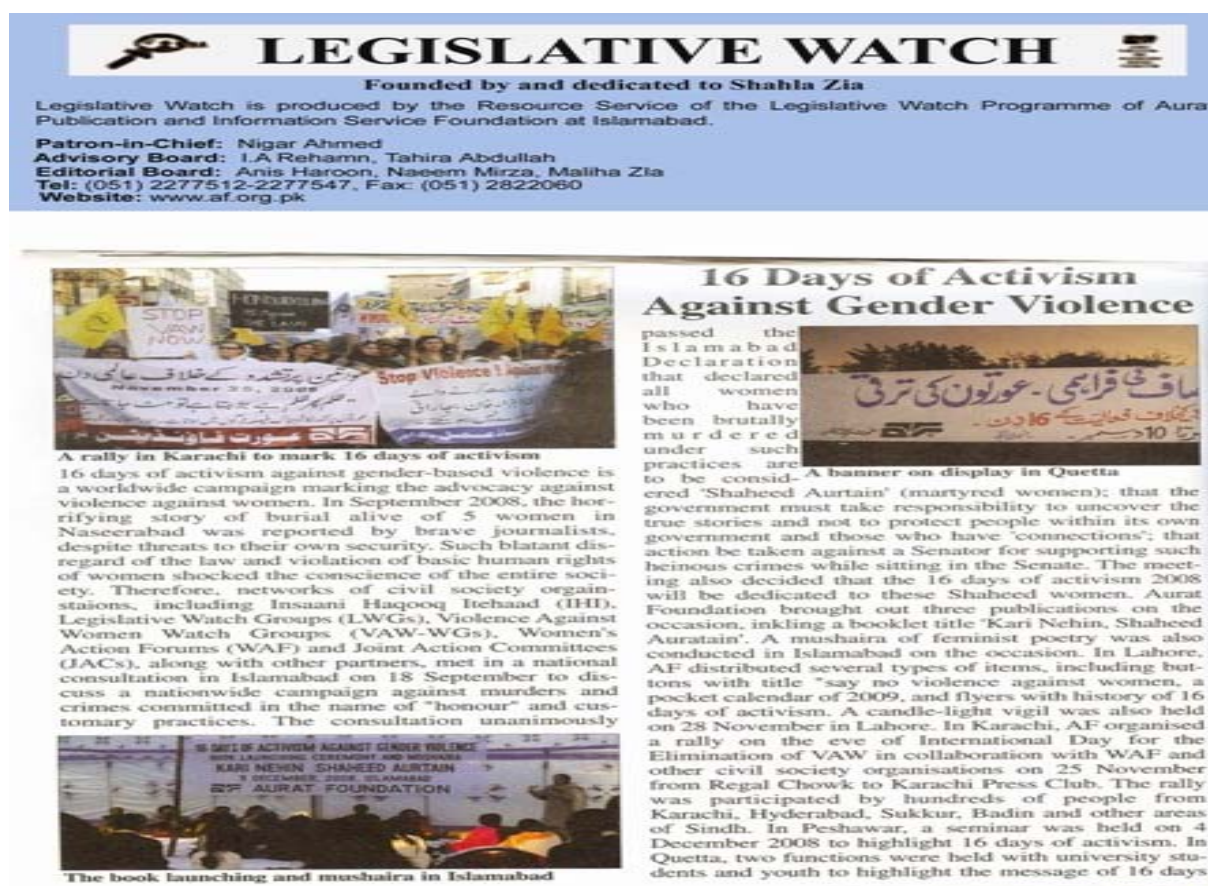 LEGISLATIVE WATCH
Founded by and dedicated to Shahla Zia
Legislative Watch is produced by the Resource Service of the Legislative Watch Programme of Aurat
Publication and Information Service Foundation at Islamabad.
Patron-in-Chief: Nigar Ahmed
Advisory Board: I.A Rehamn, Tahira Abdullah
Editorial Board: Anis Haroon, Naeem Mirza, Maliha Zia
Tel: (051) 2277512-2277547, Fax: (051) 2822060
Website: www.af.org.pk
STOP
VAW
NOW
خواتین پر تشدد کے خلاف عالمی دن
November 25, 2008
Stop Violence
عورت فاؤنڈیشن
A rally in Karachi to mark 16 days of activism
16 days of activism against gender-based violence is
a worldwide campaign marking the advocacy against
violence against women. In September 2008, the hor-
rifying story of burial alive of 5 women in
Naseerabad was reported by brave journalists,
despite threats to their own security. Such blatant dis-
regard of the law and violation of basic human rights
of women shocked the conscience of the entire soci-
ety. Therefore, networks of civil society orgain-
staions, including Insaani Haqooq Itehaad (IHI),
Legislative Watch Groups (LWGs), Violence Against
Women Watch Groups (VAW-WGs), Women's
Action Forums (WAF) and Joint Action Committees
(JACs), along with other partners, met in a national
consultation in Islamabad on 18 September to dis-
cuss a nationwide campaign against murders and
crimes committed in the name of "honour" and cus-
tomary practices. The consultation unanimously
16 DAYS OF ACTIVISM AGAINST GENDER VIOLENCE
BOOK LAUNCHING CEREMONY AND MUSHAIRA
KARI NEHIN SHAHEED AURTAIN
DECEMBER, 2008, ISLAMABAD
AURAT FOUNDATION
The book launching and mushaira in Islamabad
16 Days of Activism
Against Gender Violence
passed the
Islamabad
Declaration
that declared
all women
who have
been brutally
murdered
under such
practices are
to be consid-
صاف کی فراہمی - عورتوں کی ترقی
16 دن
10 دسمبر
A banner on display in Quetta
ered 'Shaheed Aurtain' (martyred women); that the
government must take responsibility to uncover the
true stories and not to protect people within its own
government and those who have 'connections'; that
action be taken against a Senator for supporting such
heinous crimes while sitting in the Senate. The meet-
ing also decided that the 16 days of activism 2008
will be dedicated to these Shaheed women. Aurat
Foundation brought out three publications on the
occasion, inkling a booklet title 'Kari Nehin, Shaheed
Auratain'. A mushaira of feminist poetry was also
conducted in Islamabad on the occasion. In Lahore,
AF distributed several types of items, including but-
tons with title "say no violence against women, a
pocket calendar of 2009, and flyers with history of 16
days of activism. A candle-light vigil was also held
on 28 November in Lahore. In Karachi, AF organised
a rally on the eve of International Day for the
Elimination of VAW in collaboration with WAF and
other civil society organisations on 25 November
from Regal Chowk to Karachi Press Club. The rally
was participated by hundreds of people from
Karachi, Hyderabad, Sukkur, Badin and other areas
of Sindh. In Peshawar, a seminar was held on 4
December 2008 to highlight 16 days of activism. In
Quetta, two functions were held with university stu-
dents and youth to highlight the message of 16 days